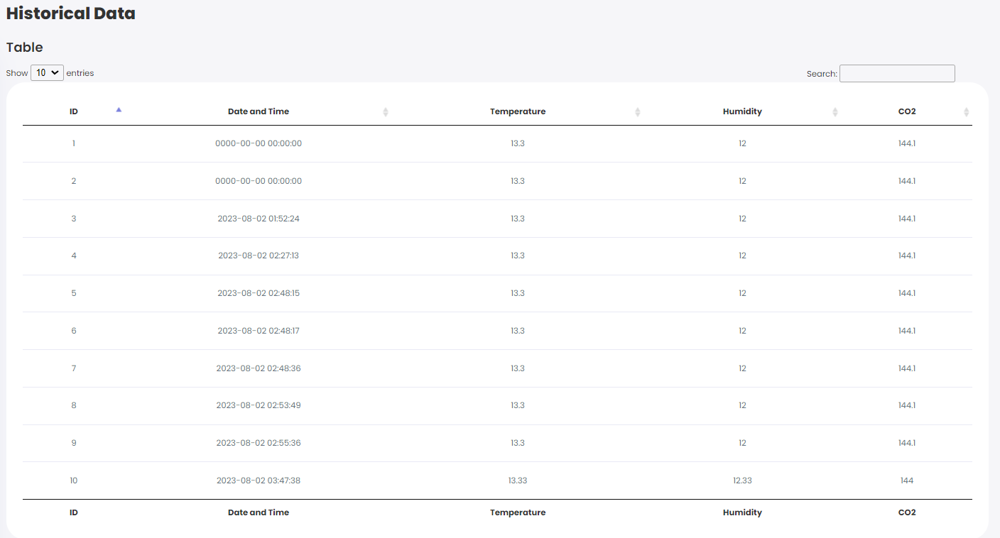 Historical Data
Table
Show 10 entries
Search:
ID Date and Time Temperature Humidity CO2
1 0000-00-00 00:00:00 13.3 12 144.1
2 0000-00-00 00:00:00 13.3 12 144.1
3 2023-08-02 01:52:24 13.3 12 144.1
4 2023-08-02 02:27:13 13.3 12 144.1
5 2023-08-02 02:48:15 13.3 12 144.1
6 2023-08-02 02:48:17 13.3 12 144.1
7 2023-08-02 02:48:36 13.3 12 144.1
8 2023-08-02 02:53:49 13.3 12 144.1
9 2023-08-02 02:55:36 13.3 12 144.1
10 2023-08-02 03:47:38 13.33 12.33 144
ID Date and Time Temperature Humidity CO2